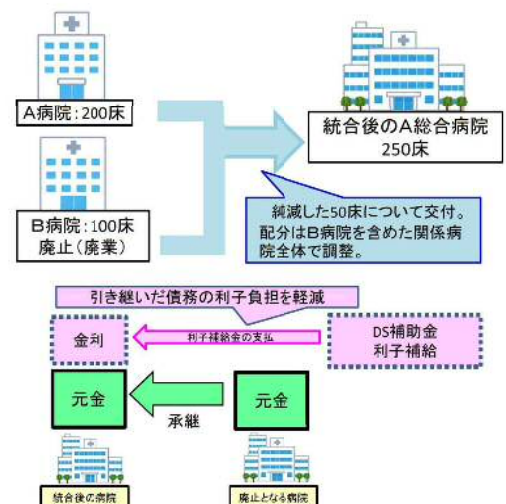 A病院:200床
B病院:100床
廃止(廃業)
統合後のA総合病院
250床
純減した50床について交付。
配分はB病院を含めた関係病
院全体で調整。
引き継いだ債務の利子負担を軽減
金利
利子補給金の支払
DS補助金
利子補給
元金
承継
元金
統合後の病院
廃止となる病院